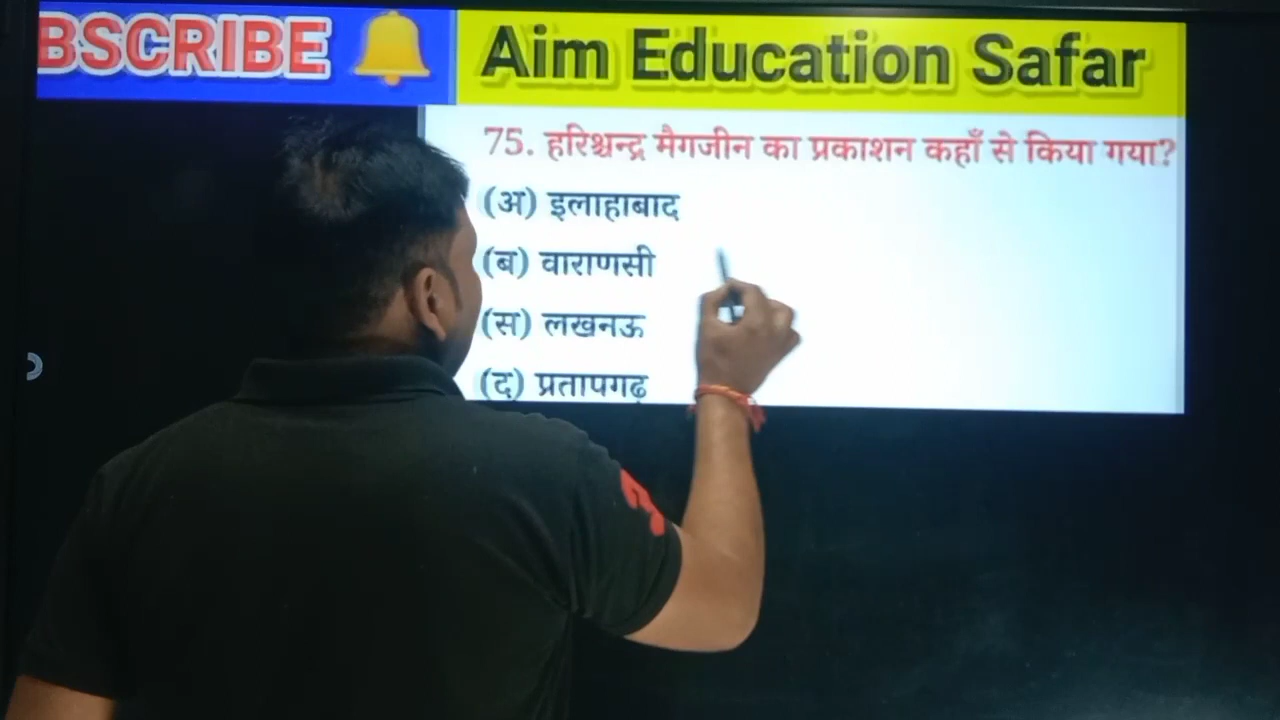 BSCRIBE
Aim Education Safar
75. हरिश्चन्द्र मैगजीन का प्रकाशन कहाँ से किया गया?
(अ) इलाहाबाद
(ब) वाराणसी
(स) लखनऊ
(द) प्रतापगढ़